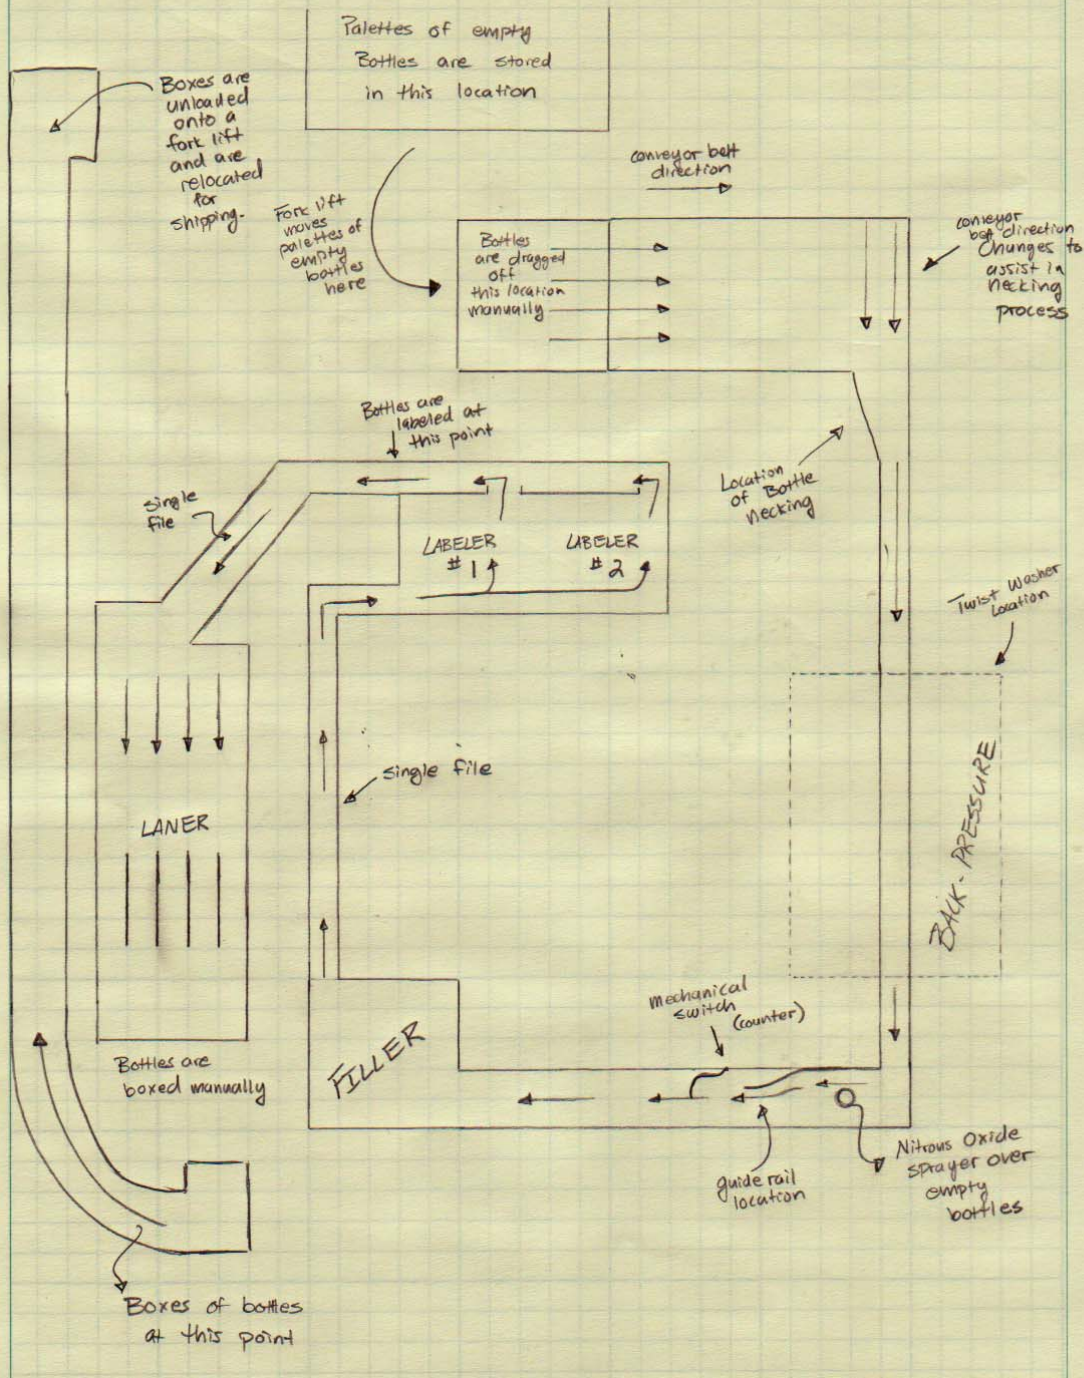 Palettes of empty
Bottles are stored
in this location
Boxes are
unloaded
onto a
fork lift
and are
relocated
for
shipping.
conveyor belt
direction
Fork lift
moves
palettes of
empty
bottles
here
Bottles
are dragged
off
this location
manually
conveyor
belt direction
Changes to
assist in
necking
process
Bottles are
labeled at
this point
single
file
Location
of Bottle
necking
LABELER
#1
LABELER
#2
Twist Washer
Location
single file
LANER
BACK-PRESSURE
mechanical
switch
(counter)
FILLER
Bottles are
boxed manually
guide rail
location
Nitrous Oxide
sprayer over
empty
bottles
Boxes of bottles
at this point